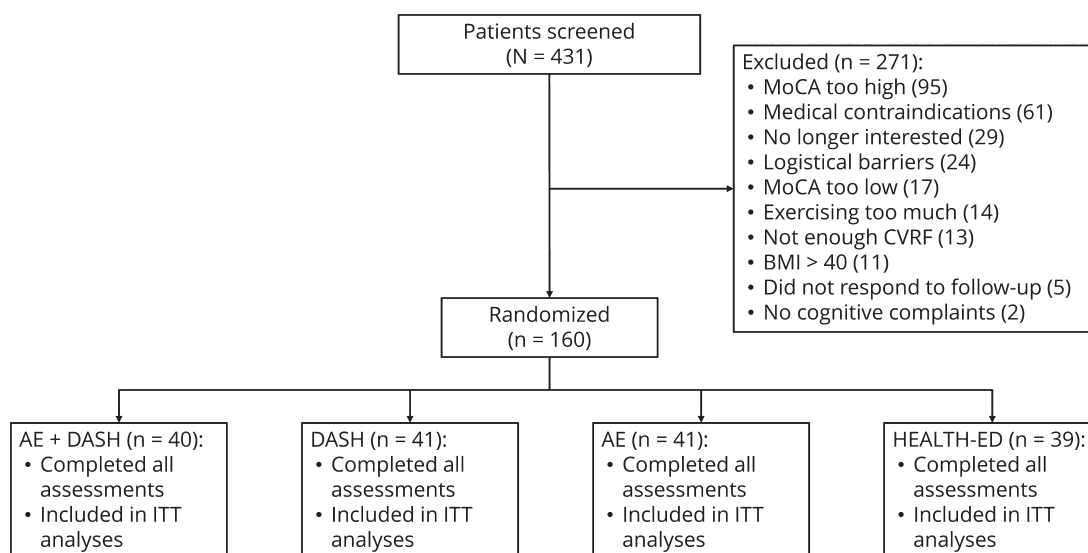 Patients screened
(N = 431)
Excluded (n = 271):
• MoCA too high (95)
• Medical contraindications (61)
• No longer interested (29)
• Logistical barriers (24)
• MoCA too low (17)
• Exercising too much (14)
• Not enough CVRF (13)
• BMI > 40 (11)
• Did not respond to follow-up (5)
• No cognitive complaints (2)
Randomized
(n = 160)
AE + DASH (n = 40):
• Completed all
assessments
• Included in ITT
analyses
DASH (n = 41):
• Completed all
assessments
• Included in ITT
analyses
AE (n = 41):
• Completed all
assessments
• Included in ITT
analyses
HEALTH-ED (n = 39):
• Completed all
assessments
• Included in ITT
analyses